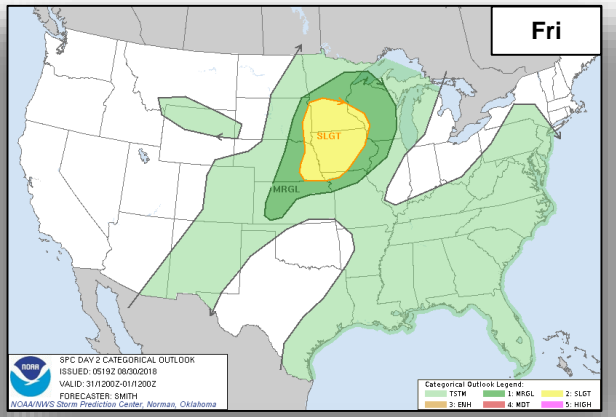 Fri
SLGT
MRGL
NOAA
SPC DAY 2 CATEGORICAL OUTLOOK
ISSUED: 0519Z 08/30/2018
VALID: 31/1200Z-01/1200Z
FORECASTER: SMITH
NOAA/NWS Storm Prediction Center, Norman, Oklahoma
Categorical Outlook Legend:
TSTM 1: MRGL 2: SLGT
3: ENH 4: MDT 5: HIGH